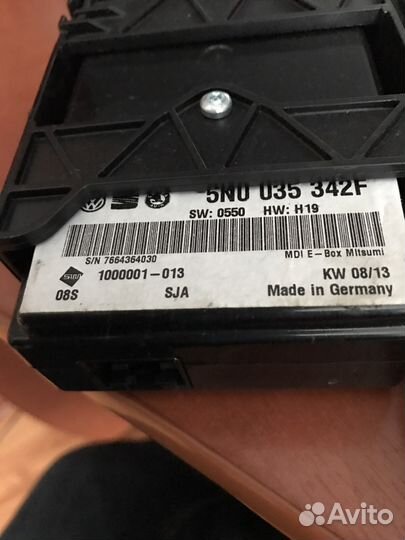 5N0 035 342F
SW: 0550 HW: H19
S/N 7664364030
MDI E-Box Mitsumi
1000001-013
KW 08/13
08S
SJA
Made in Germany
Avito